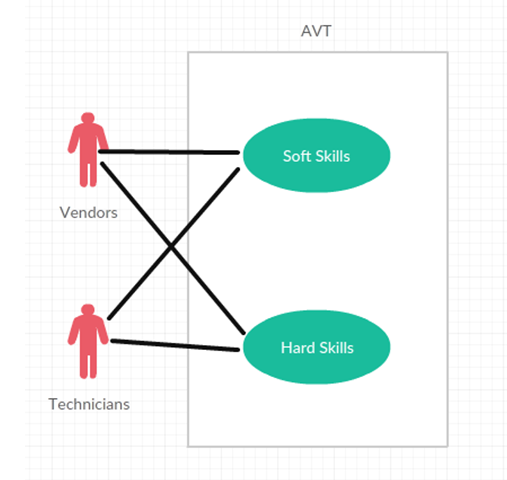 AVT
Soft Skills
Vendors
Hard Skills
Technicians